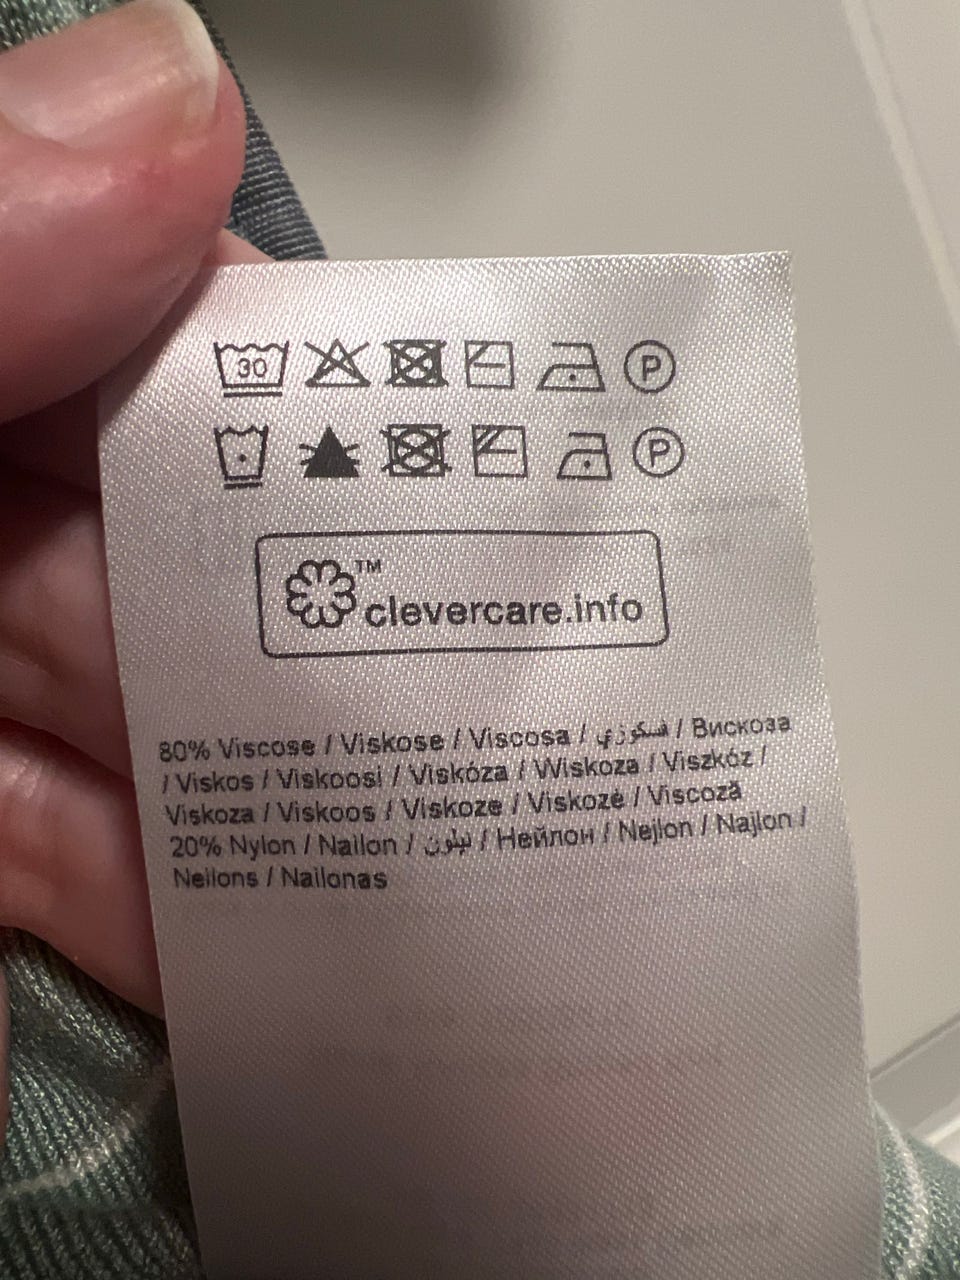 30 P
P
™
clevercare.info
80% Viscose / Viskose / Viscosa / فسكوزي / Вискоза
/ Viskos / Viskoosi / Viskóza / Wiskoza / Viszkóz /
Viskoza / Viskoos / Viskoze / Viskozė / Viscoză
20% Nylon / Nailon / نيلون / Нейлон / Nejlon / Najlon /
Neilons / Nailonas